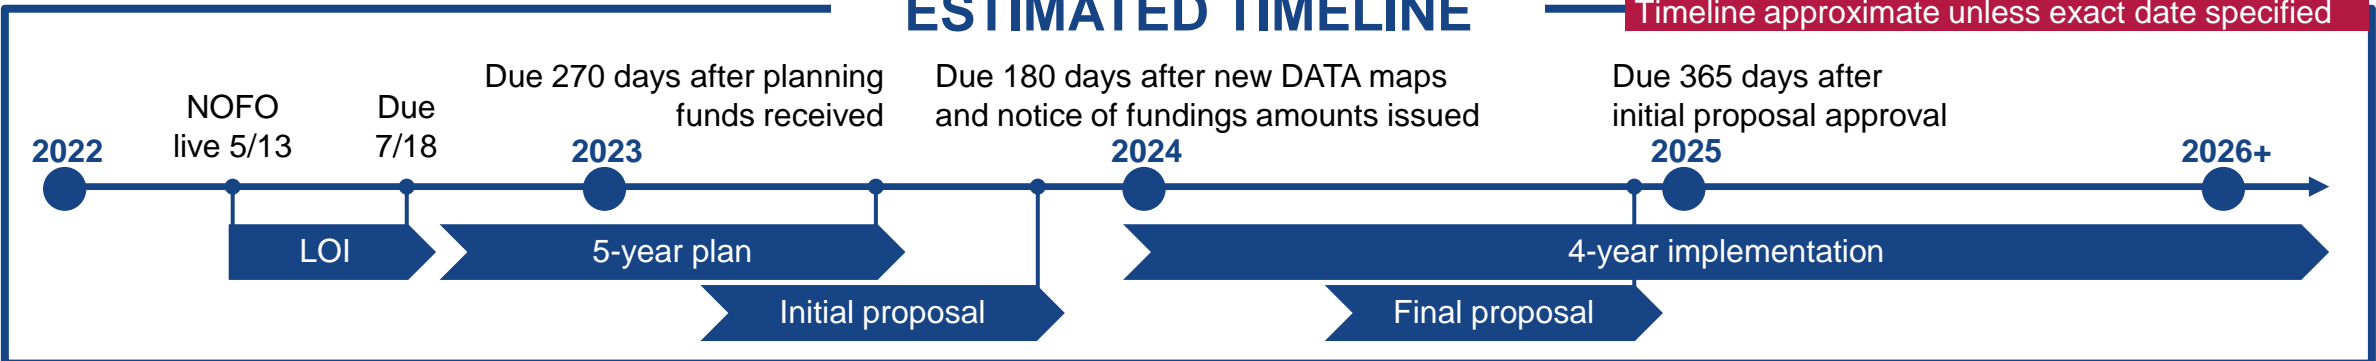 ESTIMATED TIMELINE
Timeline approximate unless exact date specified
NOFO
live 5/13
Due
7/18
Due 270 days after planning
funds received
Due 180 days after new DATA maps
and notice of fundings amounts issued
Due 365 days after
initial proposal approval
2022
2023
2024
2025
2026+
LOI
5-year plan
4-year implementation
Initial proposal
Final proposal